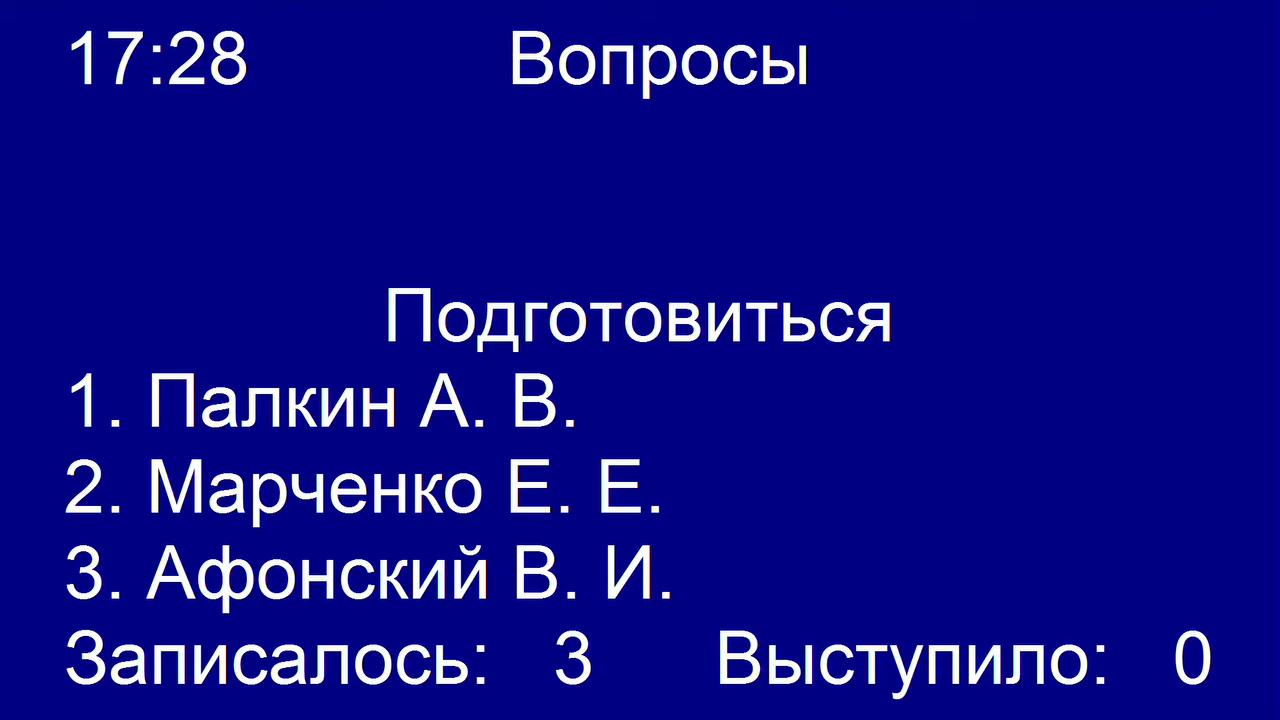 17:28 Вопросы
Подготовиться
1. Палкин А. В.
2. Марченко Е. Е.
3. Афонский В. И.
Записалось: 3 Выступило: 0